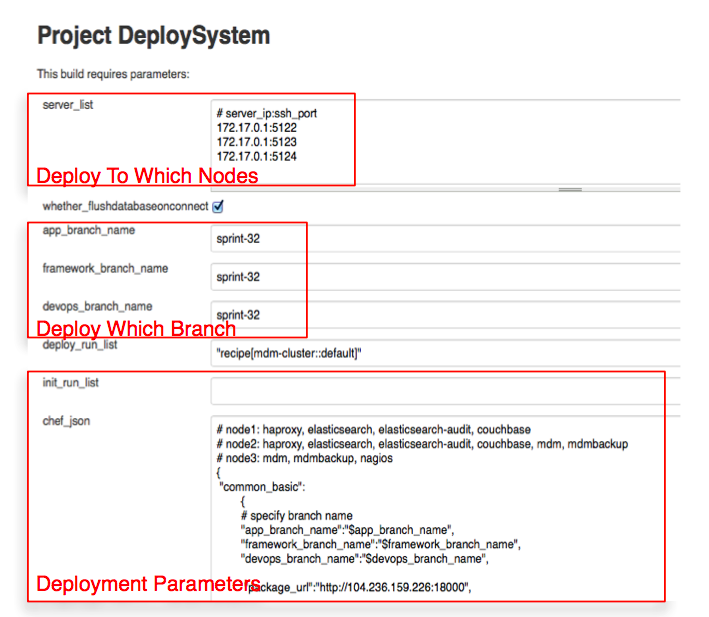 Project DeploySystem
This build requires parameters:
server_list
# server_ip:ssh_port
172.17.0.1:5122
172.17.0.1:5123
172.17.0.1:5124
Deploy To Which Nodes
whether_flushdatabaseonconnect
app_branch_name
sprint-32
framework_branch_name
sprint-32
devops_branch_name
sprint-32
Deploy Which Branch
deploy_run_list
"recipe[mdm-cluster::default]"
init_run_list
chef_json
# node1: haproxy, elasticsearch, elasticsearch-audit, couchbase
# node2: haproxy, elasticsearch, elasticsearch-audit, couchbase, mdm, mdmbackup
# node3: mdm, mdmbackup, nagios
{
"common_basic":
{
# specify branch name
"app_branch_name":"$app_branch_name",
"framework_branch_name":"$framework_branch_name",
"devops_branch_name":"$devops_branch_name",
Deployment Parameters
"package_url":"http://104.236.159.226:18000",